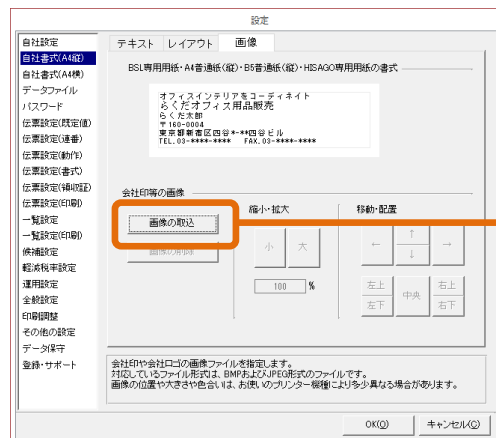 設定
自社設定
自社書式(A4縦)
自社書式(A4横)
データファイル
パスワード
伝票設定(既定値)
伝票設定(連番)
伝票設定(動作)
伝票設定(書式)
伝票設定(領収証)
伝票設定(印刷)
一覧設定
一覧設定(印刷)
候補設定
軽減税率設定
運用設定
全般設定
印刷調整
その他の設定
データ保守
登録・サポート
テキスト レイアウト 画像
BSL専用用紙・A4普通紙(縦)・B5普通紙(縦)・HISAGO専用用紙の書式
オフィスインテリアをコーディネイト
らくだオフィス用品販売
らくだ太郎
〒160-0004
東京都新宿区四谷*-**四谷ビル
TEL.03-****-**** FAX.03-****-****
会社印等の画像
画像の取込
画像の削除
縮小・拡大
小 大
100 %
移動・配置
↑
← →
↓
左上 中央 右上
左下 右下
会社印や会社ロゴの画像ファイルを指定します。
対応しているファイル形式は、BMPおよびJPEG形式のファイルです。
画像の位置や大きさや色合いは、お使いのプリンター機種により多少異なる場合があります。
OK(O) キャンセル(C)